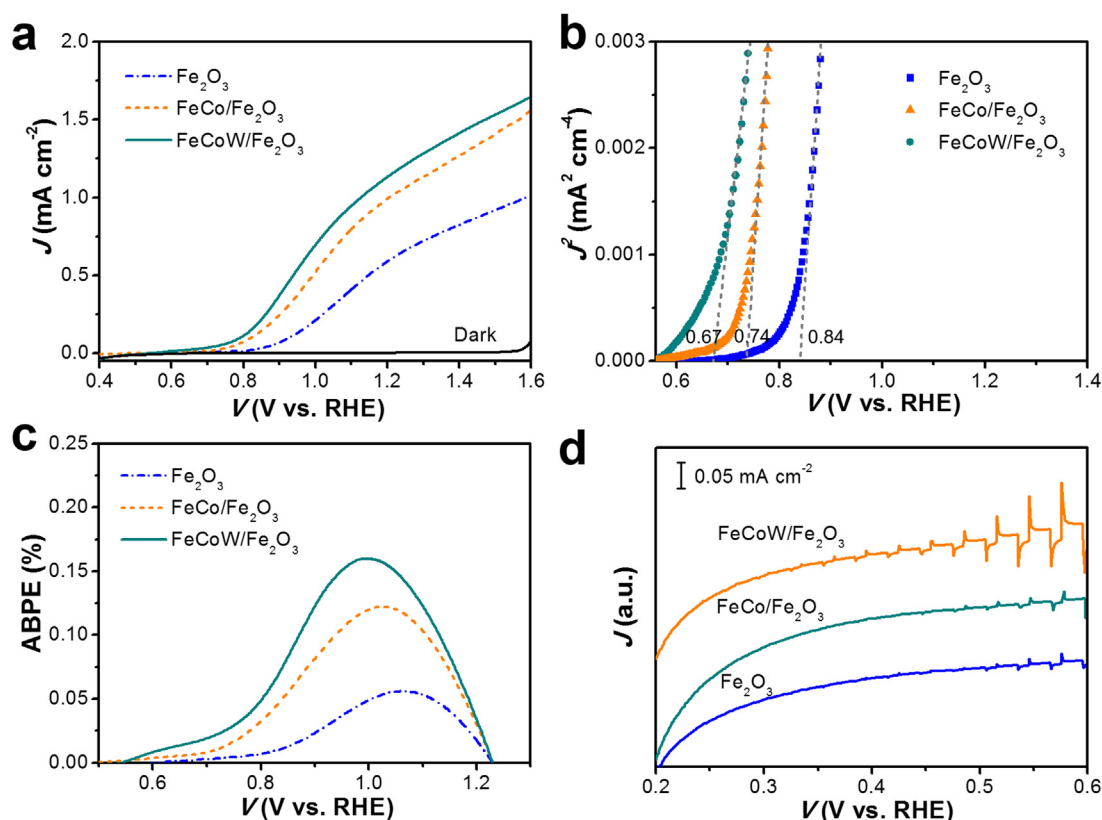 a
2.0
1.5
1.0
0.5
0.0
J (mA cm⁻²)
Fe₂O₃
FeCo/Fe₂O₃
FeCoW/Fe₂O₃
Dark
0.4 0.6 0.8 1.0 1.2 1.4 1.6
V (V vs. RHE)
b
0.003
0.002
0.001
0.000
J² (mA² cm⁻⁴)
Fe₂O₃
FeCo/Fe₂O₃
FeCoW/Fe₂O₃
0.67 0.74 0.84
0.6 0.8 1.0 1.2 1.4
V (V vs. RHE)
c
0.25
0.20
0.15
0.10
0.05
0.00
ABPE (%)
Fe₂O₃
FeCo/Fe₂O₃
FeCoW/Fe₂O₃
0.6 0.8 1.0 1.2
V (V vs. RHE)
d
0.05 mA cm⁻²
J (a.u.)
FeCoW/Fe₂O₃
FeCo/Fe₂O₃
Fe₂O₃
0.2 0.3 0.4 0.5 0.6
V (V vs. RHE)